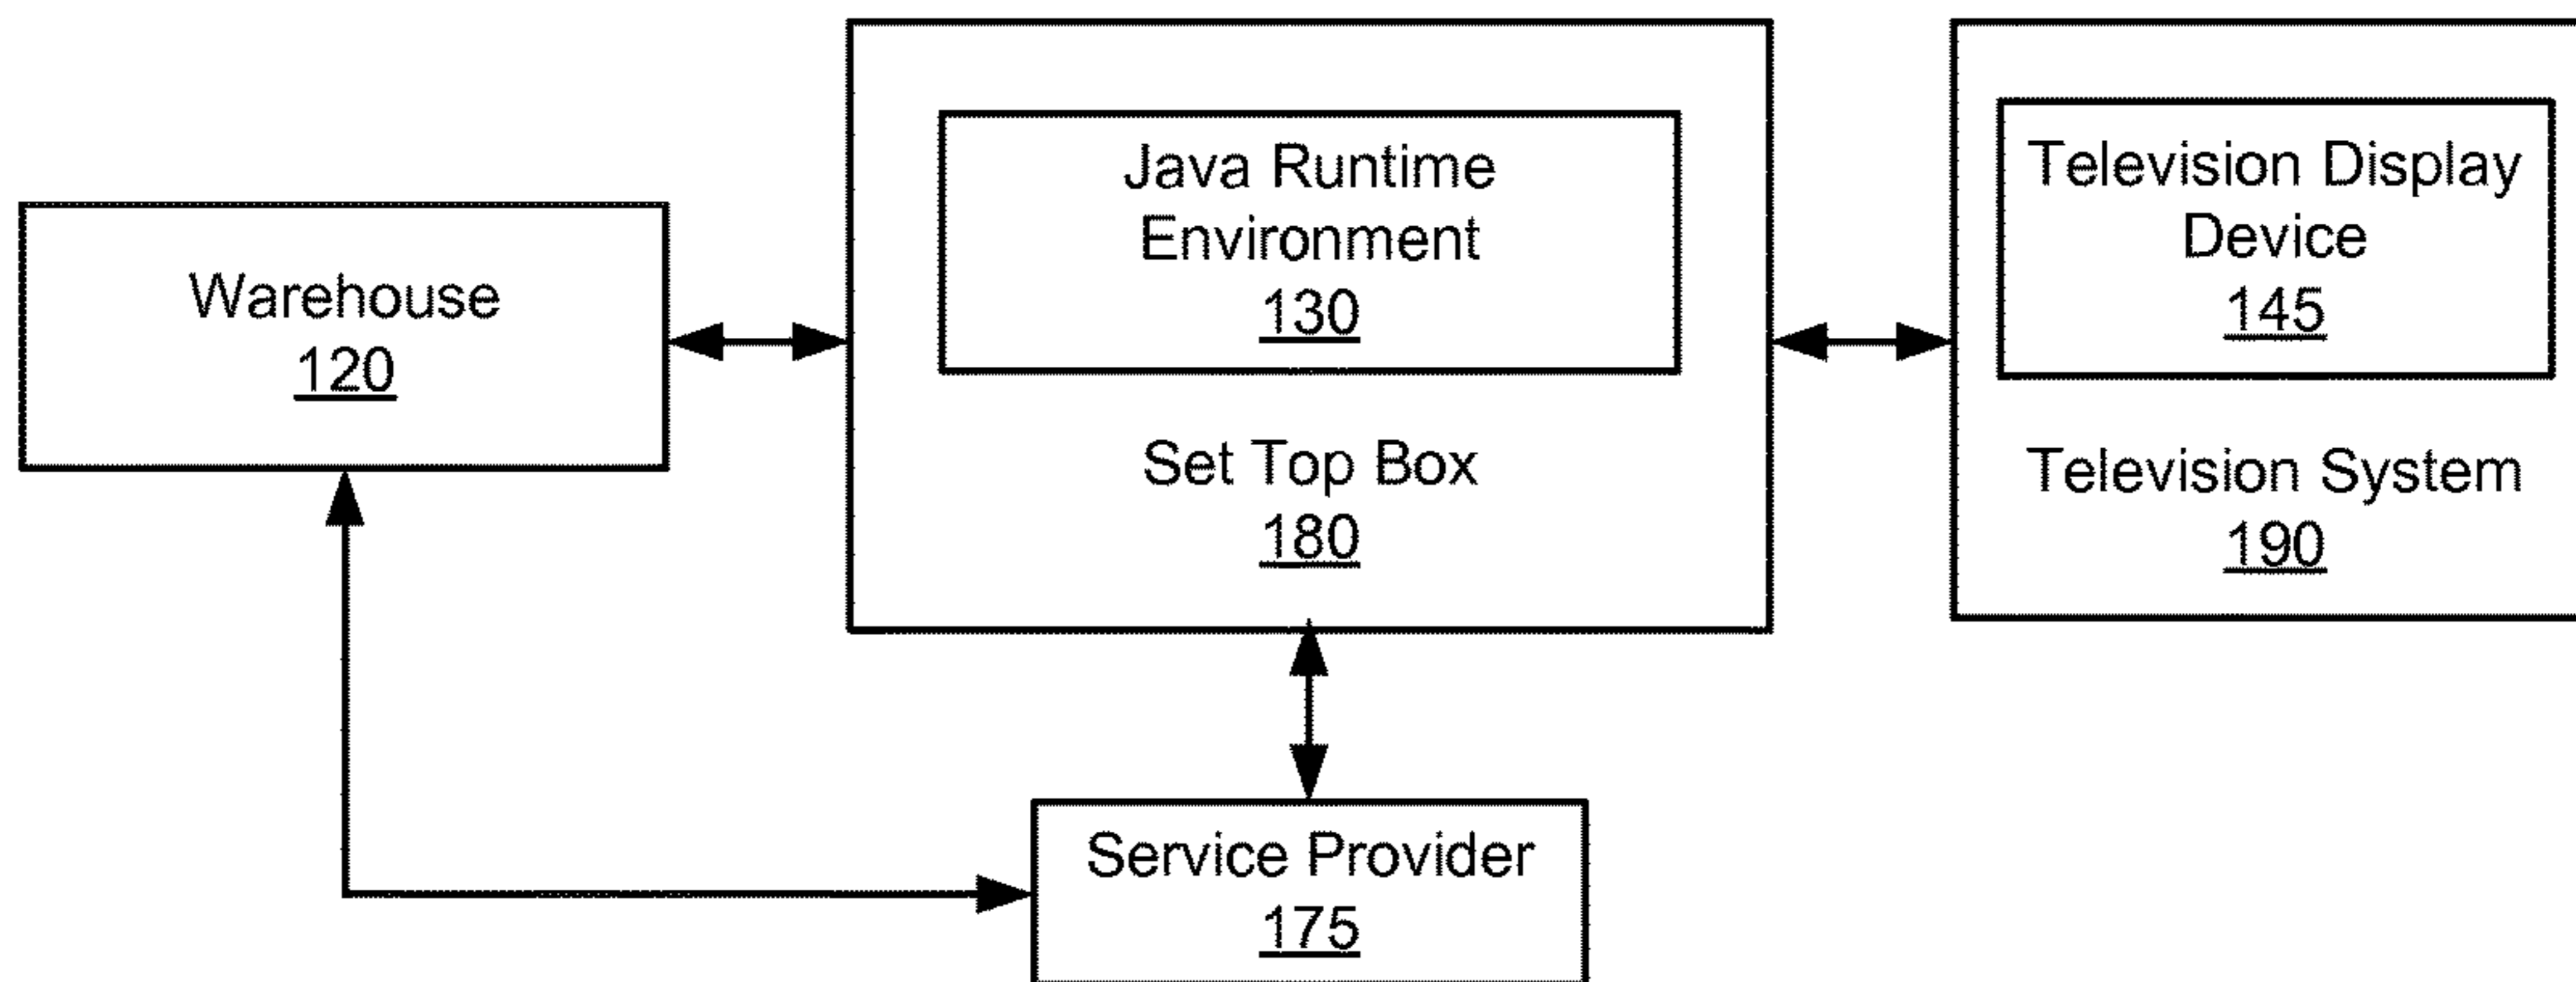 Warehouse
120
Java Runtime
Environment
130
Set Top Box
180
Television Display
Device
145
Television System
190
Service Provider
175